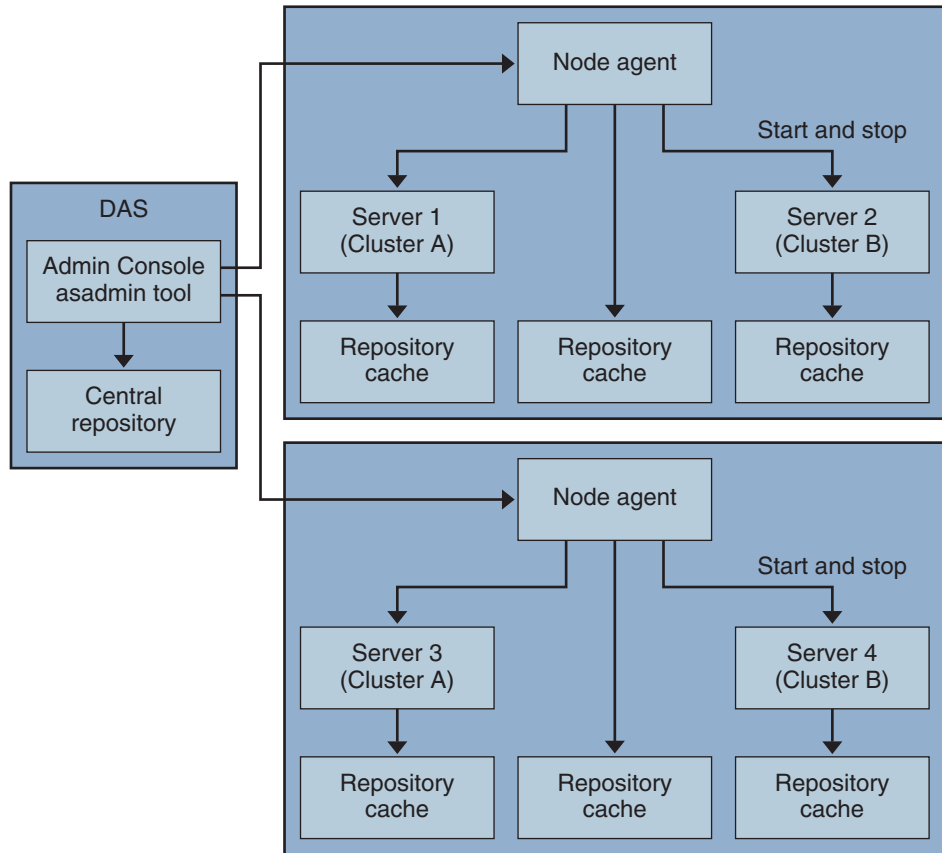 DAS
Admin Console
asadmin tool
Central
repository
Node agent
Start and stop
Server 1
(Cluster A)
Server 2
(Cluster B)
Repository
cache
Repository
cache
Repository
cache
Node agent
Start and stop
Server 3
(Cluster A)
Server 4
(Cluster B)
Repository
cache
Repository
cache
Repository
cache